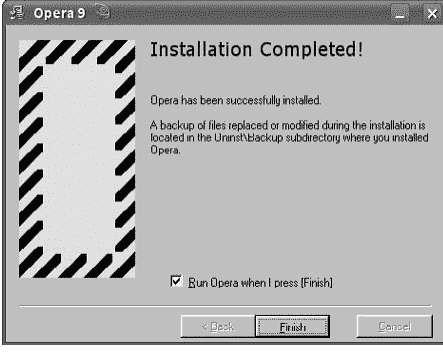 Opera 9
Installation Completed!
Opera has been successfully installed.
A backup of files replaced or modified during the installation is
located in the Uninst\Backup subdirectory where you installed
Opera.
Run Opera when I press [Finish]
< Back
Finish
Cancel